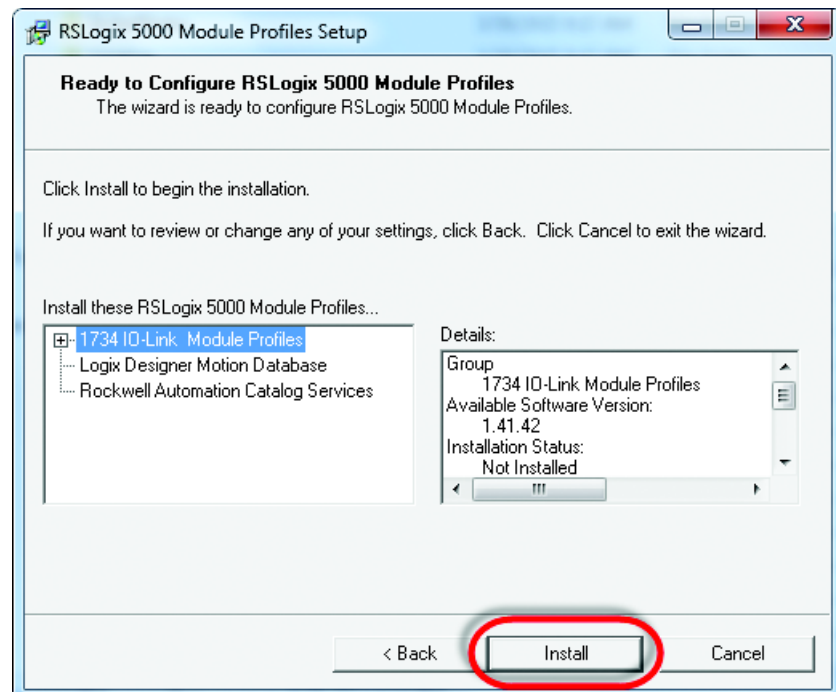 RSLogix 5000 Module Profiles Setup
Ready to Configure RSLogix 5000 Module Profiles
The wizard is ready to configure RSLogix 5000 Module Profiles.
Click Install to begin the installation.
If you want to review or change any of your settings, click Back. Click Cancel to exit the wizard.
Install these RSLogix 5000 Module Profiles...
1734 IO-Link Module Profiles
Logix Designer Motion Database
Rockwell Automation Catalog Services
Details:
Group
1734 IO-Link Module Profiles
Available Software Version:
1.41.42
Installation Status:
Not Installed
< Back
Install
Cancel